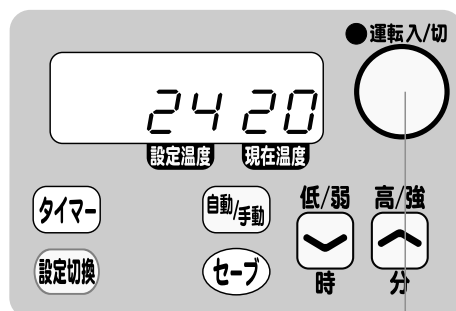 ●運転入/切
24 20
設定温度 現在温度
タイマー 自動/手動 低/弱 高/強
設定切換 セーブ 時 分